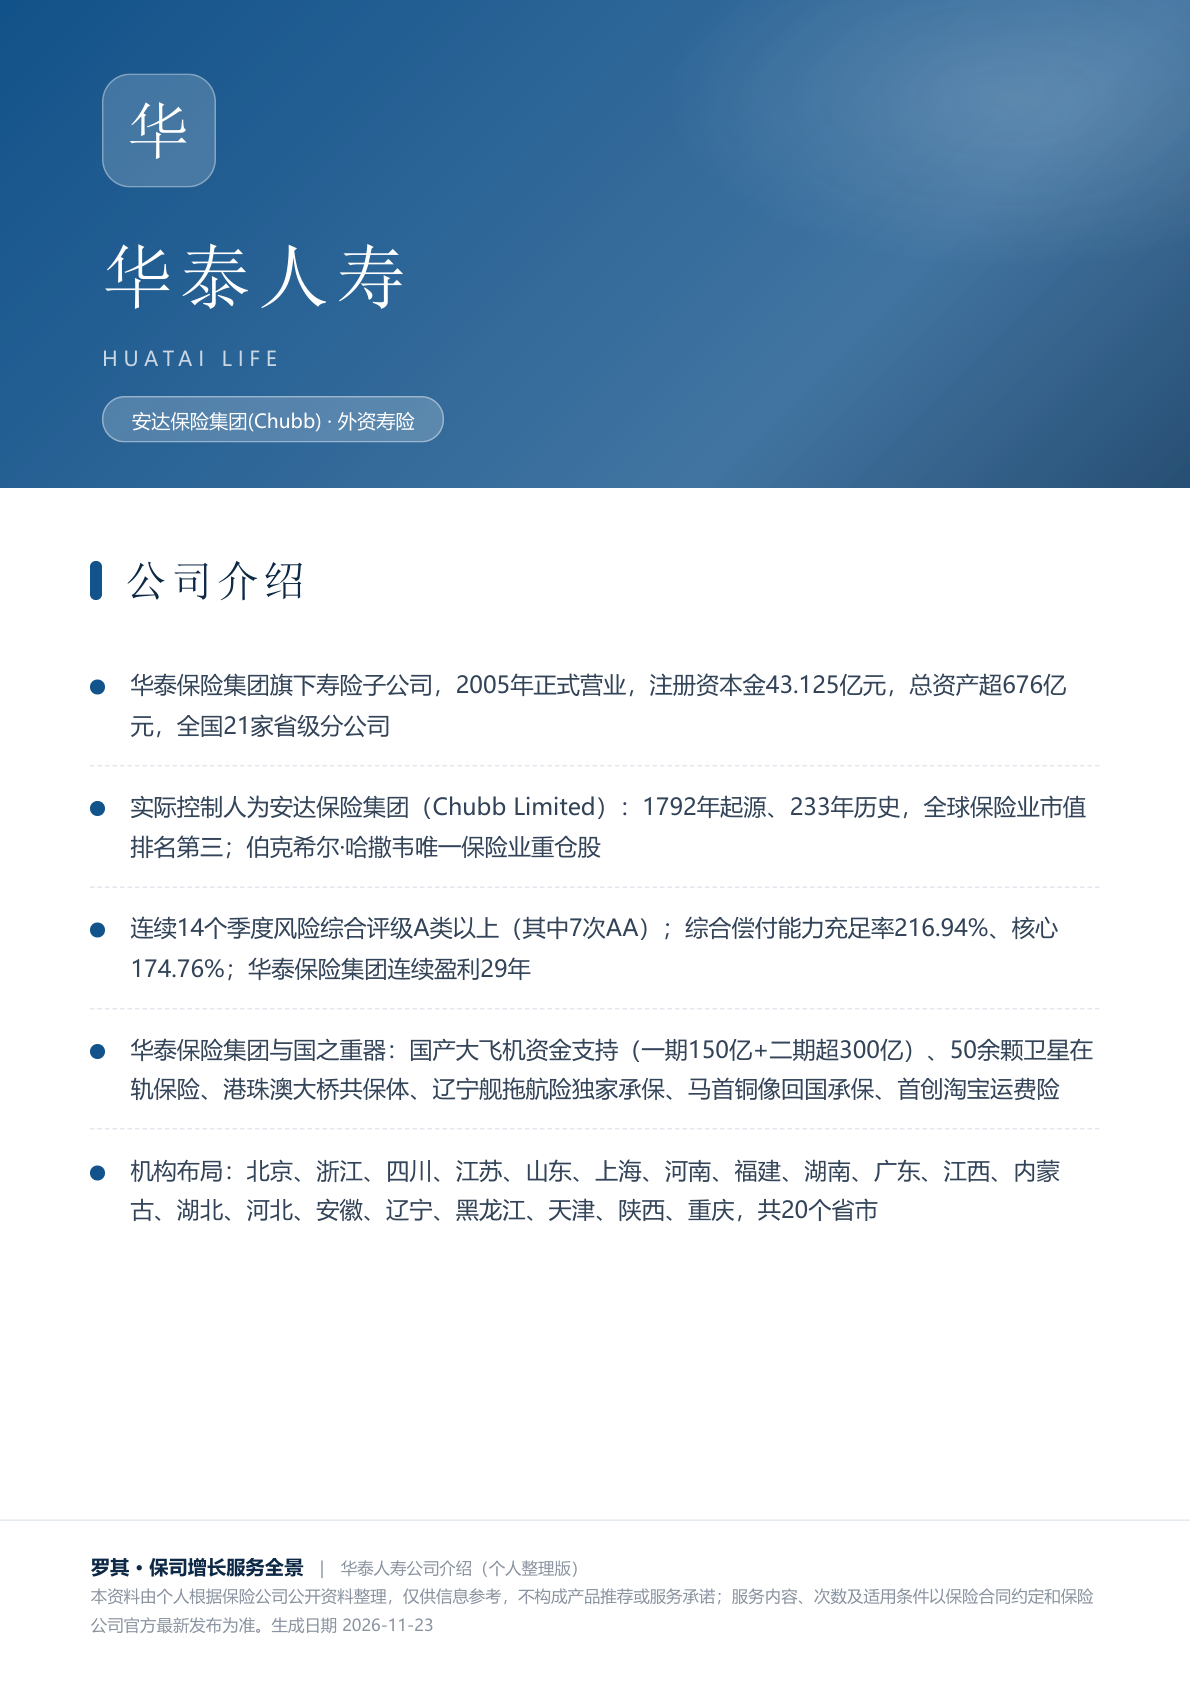 华
华泰人寿
HUATAI LIFE
安达保险集团(Chubb) · 外资寿险
公司介绍
华泰保险集团旗下寿险子公司，2005年正式营业，注册资本金43.125亿元，总资产超676亿
元，全国21家省级分公司
实际控制人为安达保险集团（Chubb Limited）：1792年起源、233年历史，全球保险业市值
排名第三；伯克希尔·哈撒韦唯一保险业重仓股
连续14个季度风险综合评级A类以上（其中7次AA）；综合偿付能力充足率216.94%、核心
174.76%；华泰保险集团连续盈利29年
华泰保险集团与国之重器：国产大飞机资金支持（一期150亿+二期超300亿）、50余颗卫星在
轨保险、港珠澳大桥共保体、辽宁舰拖航险独家承保、马首铜像回国承保、首创淘宝运费险
机构布局：北京、浙江、四川、江苏、山东、上海、河南、福建、湖南、广东、江西、内蒙
古、湖北、河北、安徽、辽宁、黑龙江、天津、陕西、重庆，共20个省市
罗其·保司增长服务全景 | 华泰人寿公司介绍（个人整理版）
本资料由个人根据保险公司公开资料整理，仅供信息参考，不构成产品推荐或服务承诺；服务内容、次数及适用条件以保险合同约定和保险
公司官方最新发布为准。生成日期 2026-11-23